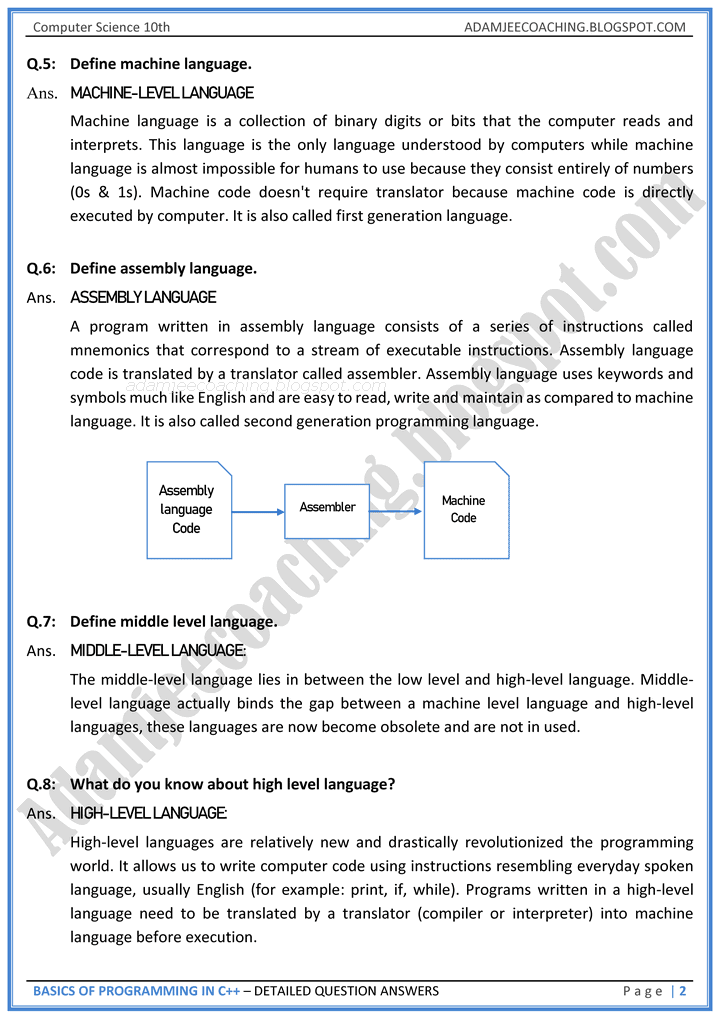 Computer Science 10th ADAMJEECOACHING.BLOGSPOT.COM
Q.5: Define machine language.
Ans. MACHINE-LEVEL LANGUAGE
Machine language is a collection of binary digits or bits that the computer reads and
interprets. This language is the only language understood by computers while machine
language is almost impossible for humans to use because they consist entirely of numbers
(0s & 1s). Machine code doesn't require translator because machine code is directly
executed by computer. It is also called first generation language.
Q.6: Define assembly language.
Ans. ASSEMBLY LANGUAGE
A program written in assembly language consists of a series of instructions called
mnemonics that correspond to a stream of executable instructions. Assembly language
code is translated by a translator called assembler. Assembly language uses keywords and
adamjeecoaching.blogspot.com
symbols much like English and are easy to read, write and maintain as compared to machine
language. It is also called second generation programming language.
Assembly
language
Code
Assembler
Machine
Code
Q.7: Define middle level language.
Ans. MIDDLE-LEVEL LANGUAGE:
The middle-level language lies in between the low level and high-level language. Middle-
level language actually binds the gap between a machine level language and high-level
languages, these languages are now become obsolete and are not in used.
Q.8: What do you know about high level language?
Ans. HIGH-LEVEL LANGUAGE:
High-level languages are relatively new and drastically revolutionized the programming
world. It allows us to write computer code using instructions resembling everyday spoken
language, usually English (for example: print, if, while). Programs written in a high-level
language need to be translated by a translator (compiler or interpreter) into machine
language before execution.
Adamjeecoaching.blogspot.com
BASICS OF PROGRAMMING IN C++ – DETAILED QUESTION ANSWERS Page | 2